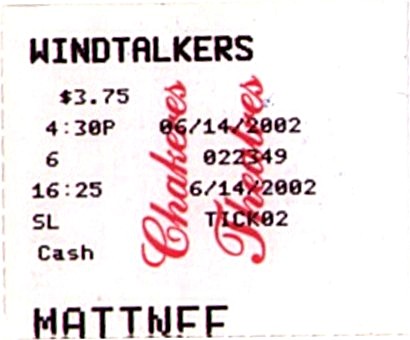 WINDTALKERS
$3.75
4:30P 06/14/2002
6 022349
16:25 6/14/2002
SL TICK02
Cash
MATINEE
Chakeres
Theatres